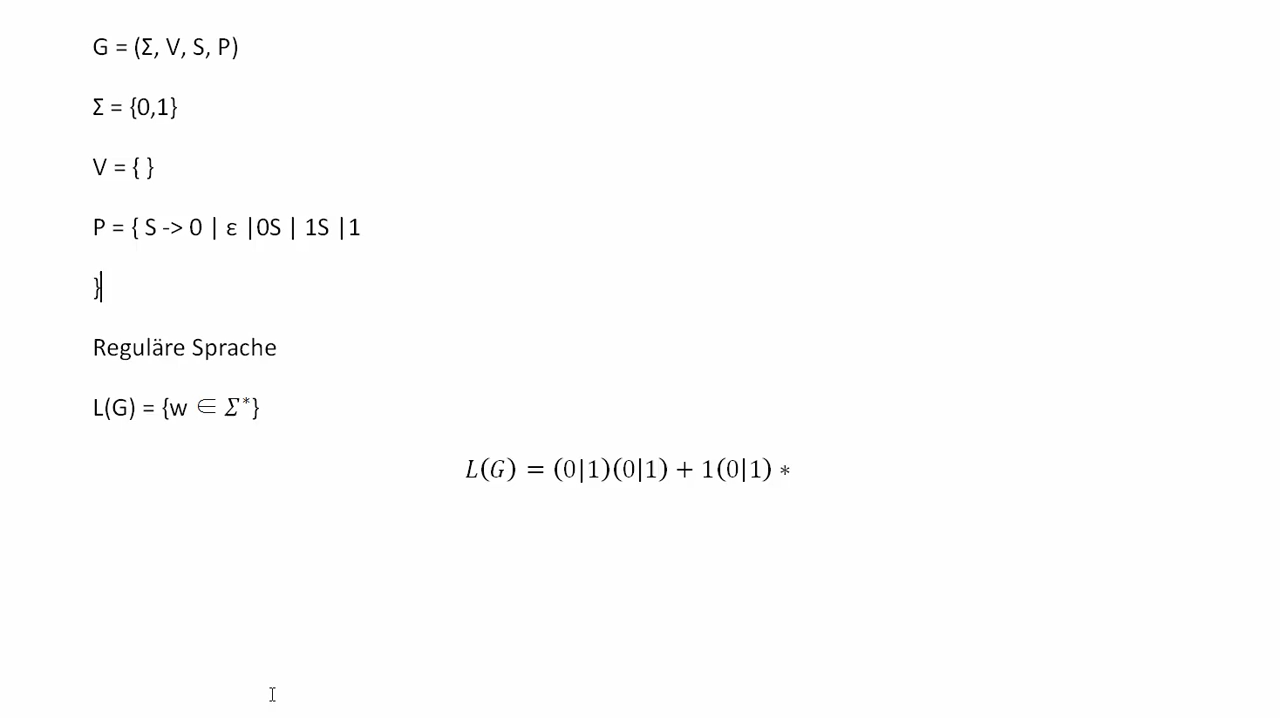 G = (Σ, V, S, P)
Σ = {0,1}
V = { }
P = { S -> 0 | ε |0S | 1S |1
}
Reguläre Sprache
L(G) = {w ∈ Σ*}
L(G) = (0|1)(0|1) + 1(0|1) ∗